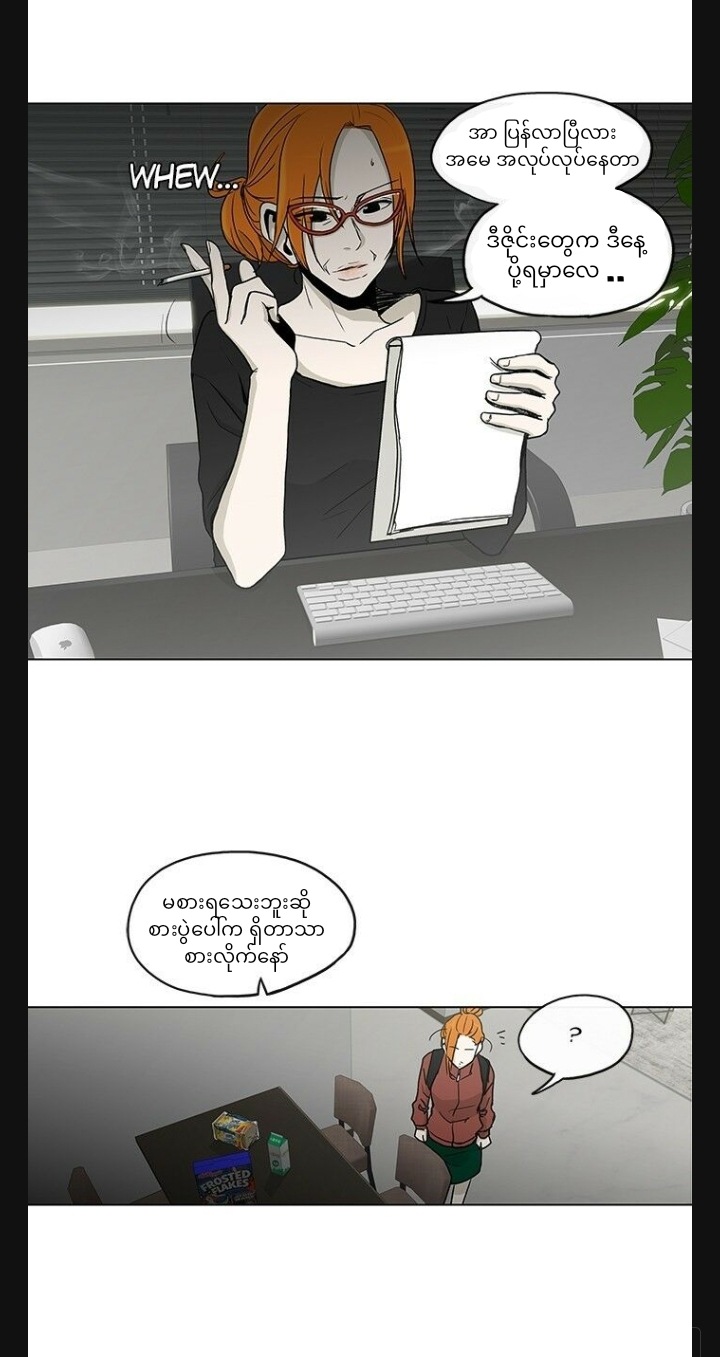 WHEW...
အာ ပြန်လာပြီလား
အမေ အလုပ်လုပ်နေတာ
ဒီဇိုင်းတွေက ဒီနေ့
ပို့ရမှာလေ ..
မစားရသေးဘူးဆို
စားပွဲပေါ်က ရှိတာသာ
စားလိုက်နော်
?
FROSTED
FLAKES